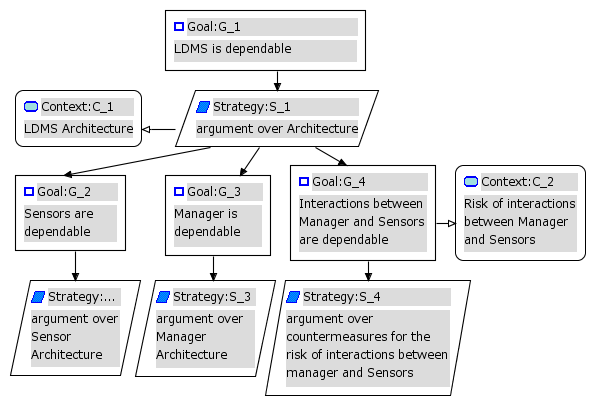 Goal:G_1
LDMS is dependable
Context:C_1
LDMS Architecture
Strategy:S_1
argument over Architecture
Goal:G_2
Sensors are
dependable
Goal:G_3
Manager is
dependable
Goal:G_4
Interactions between
Manager and Sensors
are dependable
Context:C_2
Risk of interactions
between Manager
and Sensors
Strategy:...
argument over
Sensor
Architecture
Strategy:S_3
argument over
Manager
Architecture
Strategy:S_4
argument over
countermeasures for the
risk of interactions between
manager and Sensors